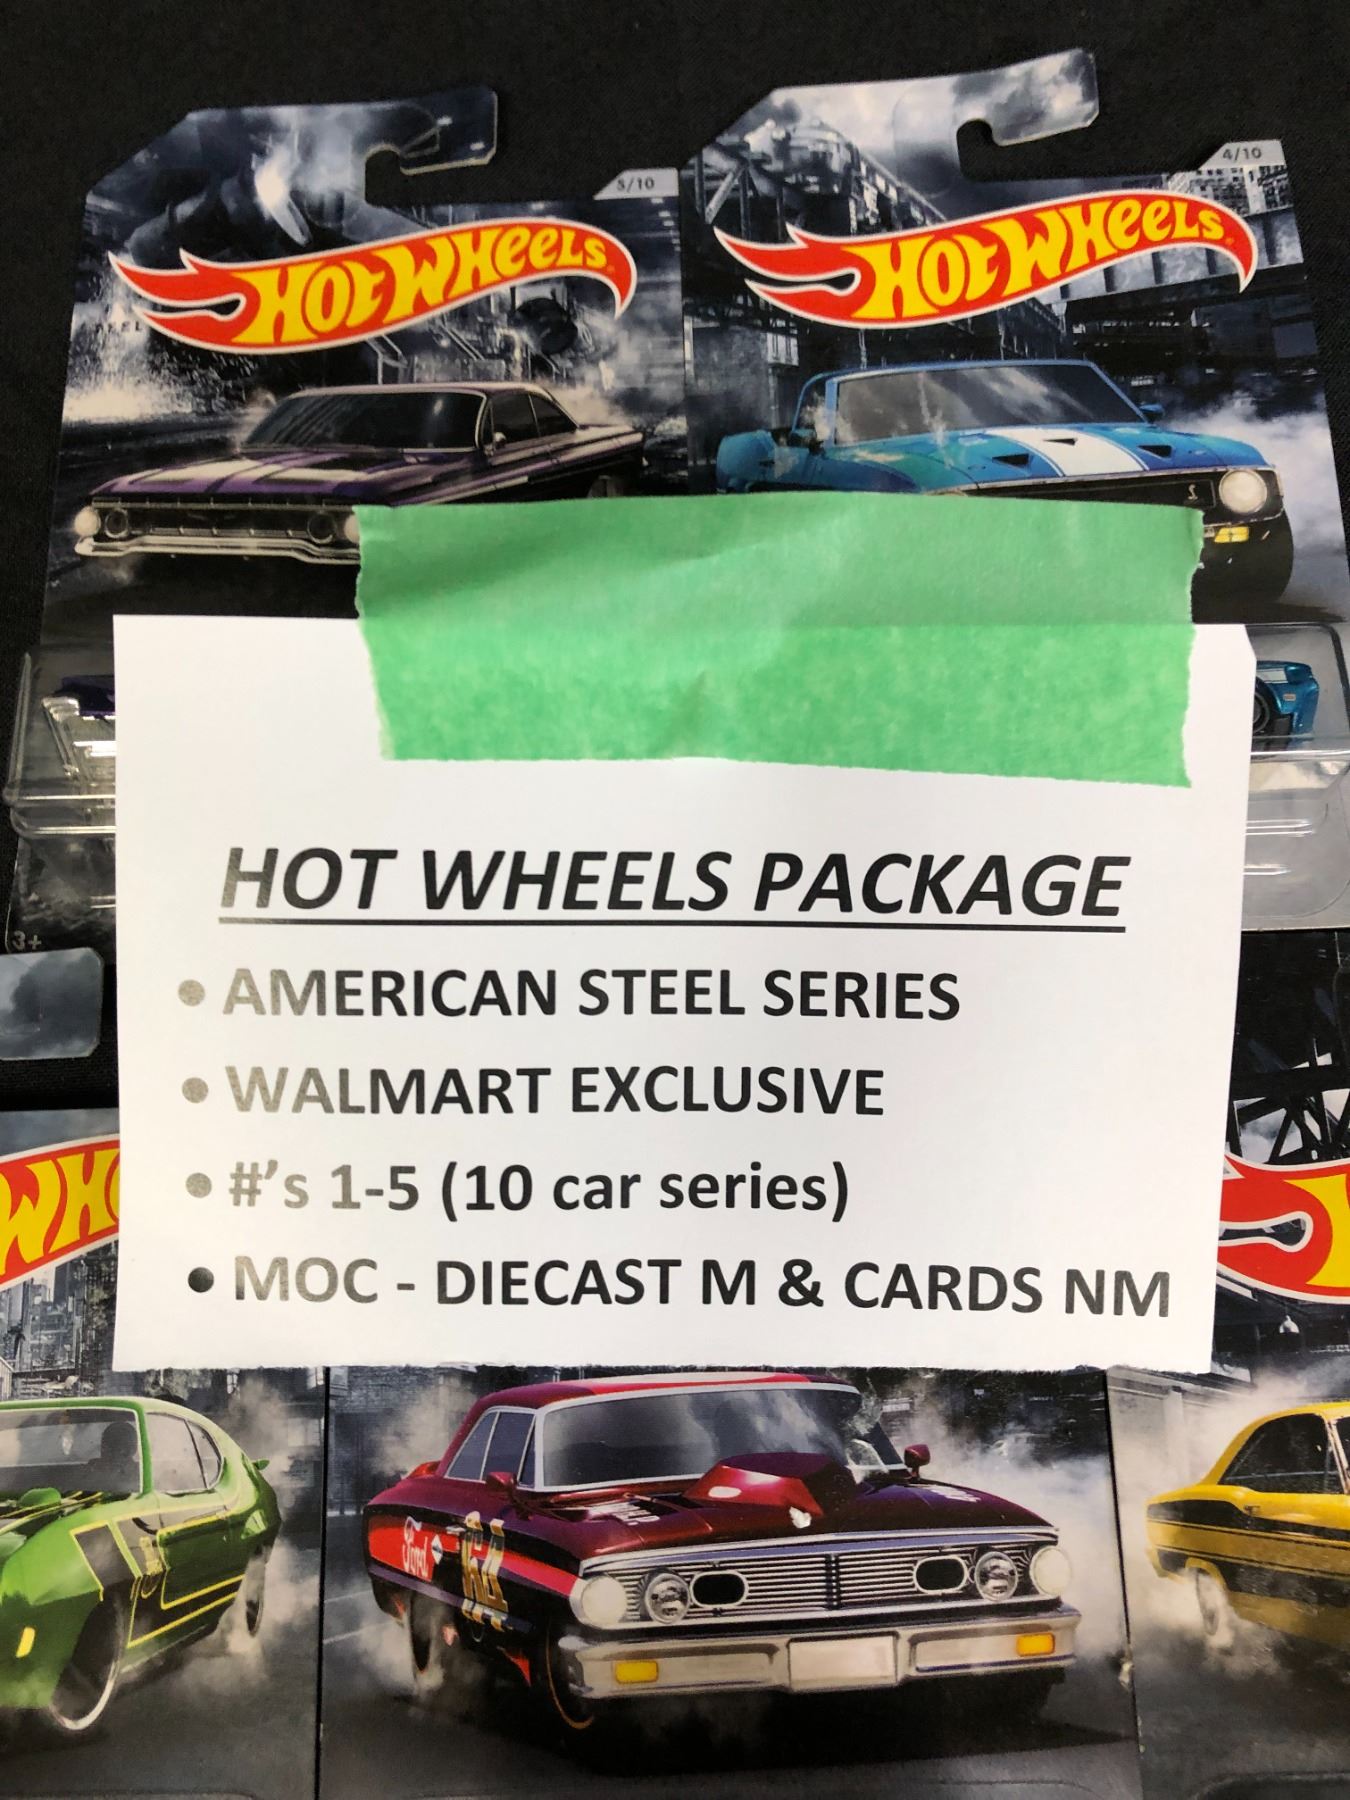 5/10
4/10
HOT WHEELS
HOT WHEELS
HOT WHEELS PACKAGE
• AMERICAN STEEL SERIES
• WALMART EXCLUSIVE
• #'s 1-5 (10 car series)
• MOC - DIECAST M & CARDS NM
3+
WH
Ford